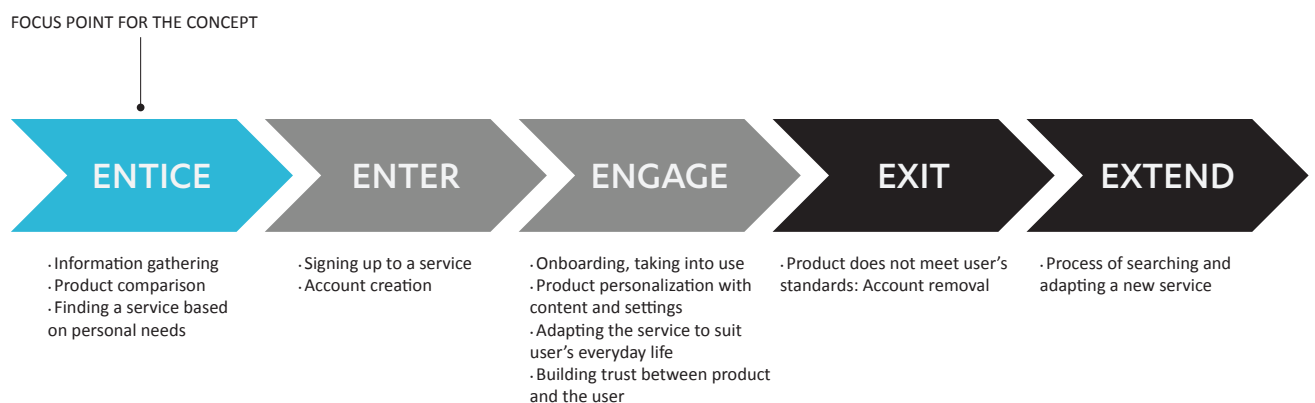 FOCUS POINT FOR THE CONCEPT
ENTICE
ENTER
ENGAGE
EXIT
EXTEND
· Information gathering
· Product comparison
· Finding a service based
on personal needs
· Signing up to a service
· Account creation
· Onboarding, taking into use
· Product personalization with
content and settings
· Adapting the service to suit
user's everyday life
· Building trust between product
and the user
· Product does not meet user's
standards: Account removal
· Process of searching and
adapting a new service